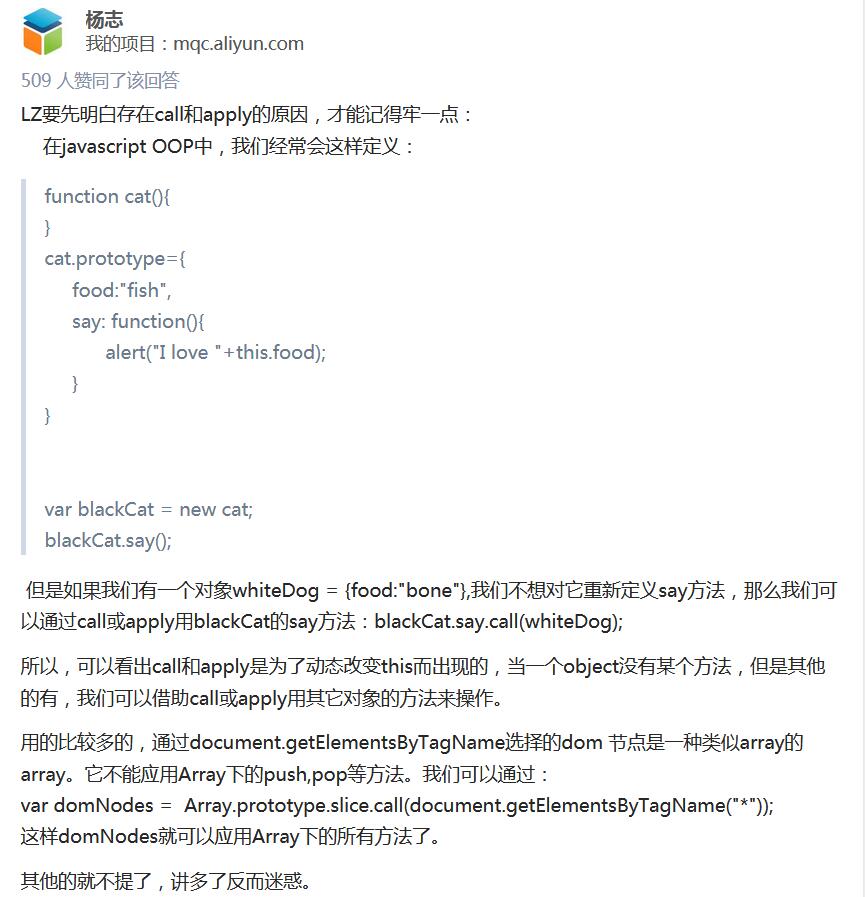 杨志
我的项目：mqc.aliyun.com
509 人赞同了该回答
LZ要先明白存在call和apply的原因，才能记得牢一点：
在javascript OOP中，我们经常会这样定义：
function cat(){
}
cat.prototype={
food:"fish",
say: function(){
alert("I love "+this.food);
}
}
var blackCat = new cat;
blackCat.say();
但是如果我们有一个对象whiteDog = {food:"bone"},我们不想对它重新定义say方法，那么我们可
以通过call或apply用blackCat的say方法：blackCat.say.call(whiteDog);
所以，可以看出call和apply是为了动态改变this而出现的，当一个object没有某个方法，但是其他
的有，我们可以借助call或apply用其它对象的方法来操作。
用的比较多的，通过document.getElementsByTagName选择的dom 节点是一种类似array的
array。它不能应用Array下的push,pop等方法。我们可以通过：
var domNodes = Array.prototype.slice.call(document.getElementsByTagName("*"));
这样domNodes就可以应用Array下的所有方法了。
其他的就不提了，讲多了反而迷惑。